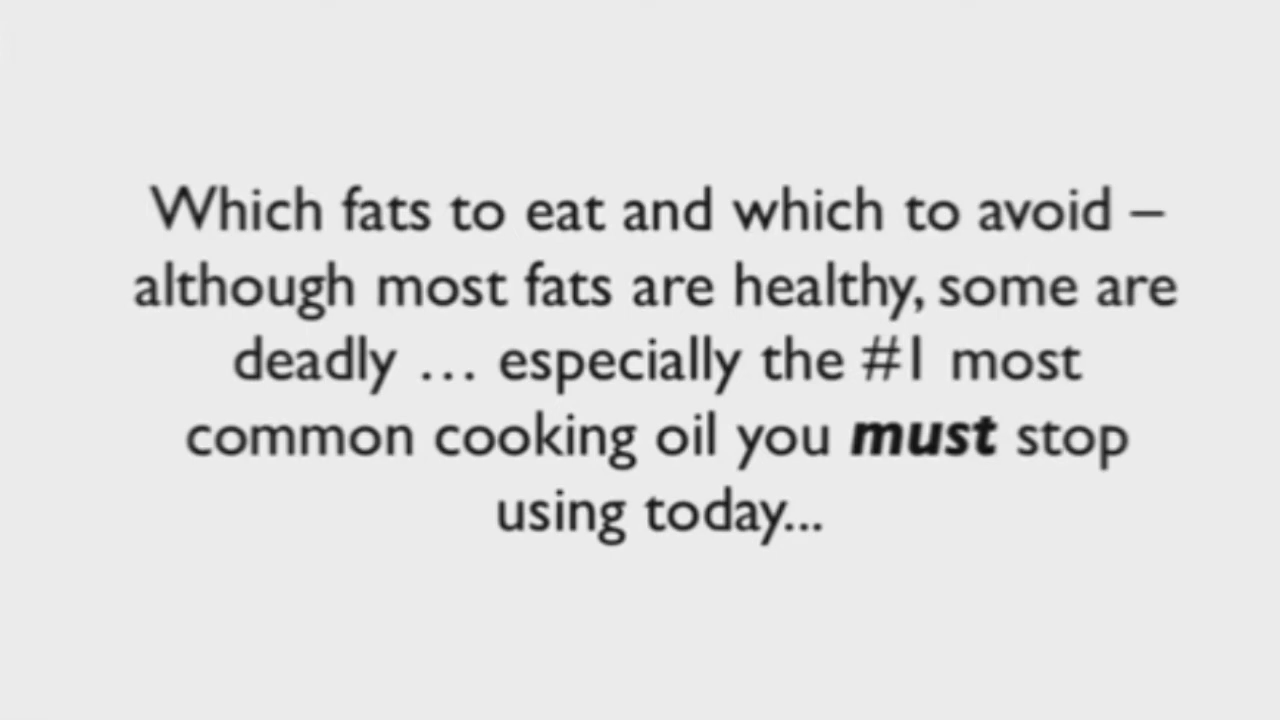 Which fats to eat and which to avoid –
although most fats are healthy, some are
deadly … especially the #1 most
common cooking oil you must stop
using today...